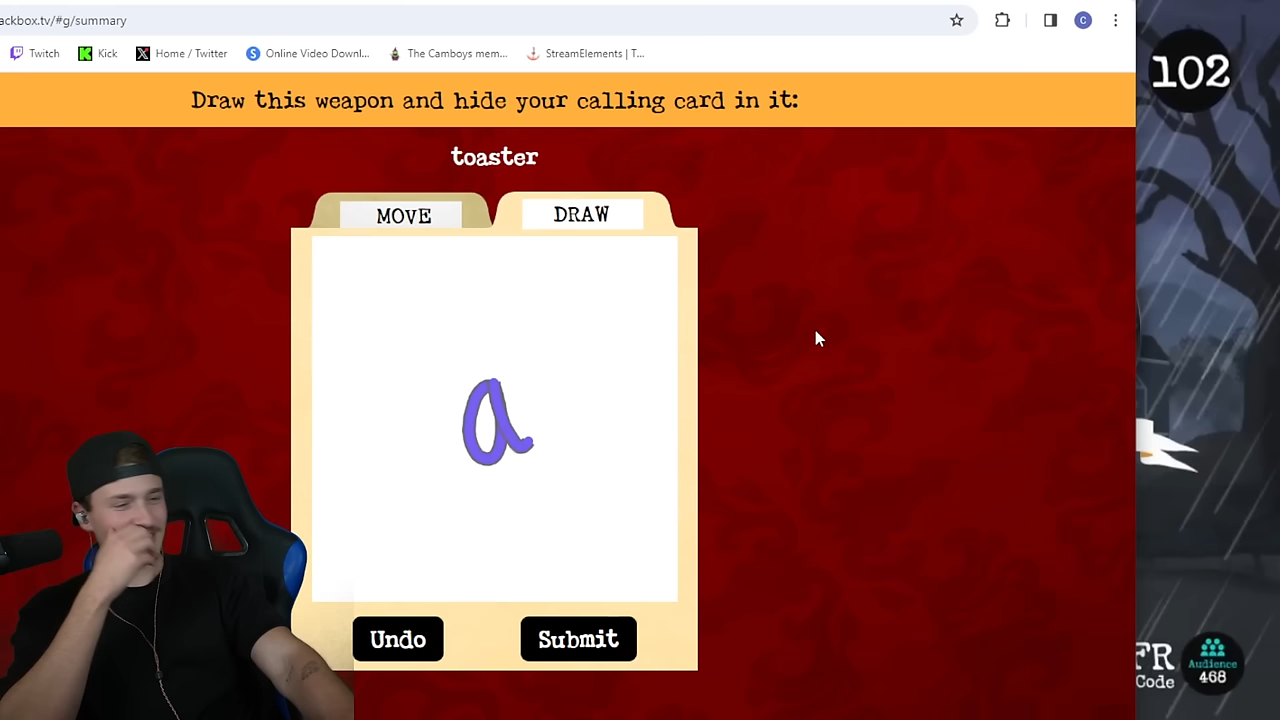 ackbox.tv/#g/summary
C
Twitch
Kick
Home / Twitter
Online Video Downl...
The Camboys mem...
StreamElements | T...
Draw this weapon and hide your calling card in it:
102
toaster
MOVE
DRAW
a
Undo
Submit
FR
Code
Audience
468